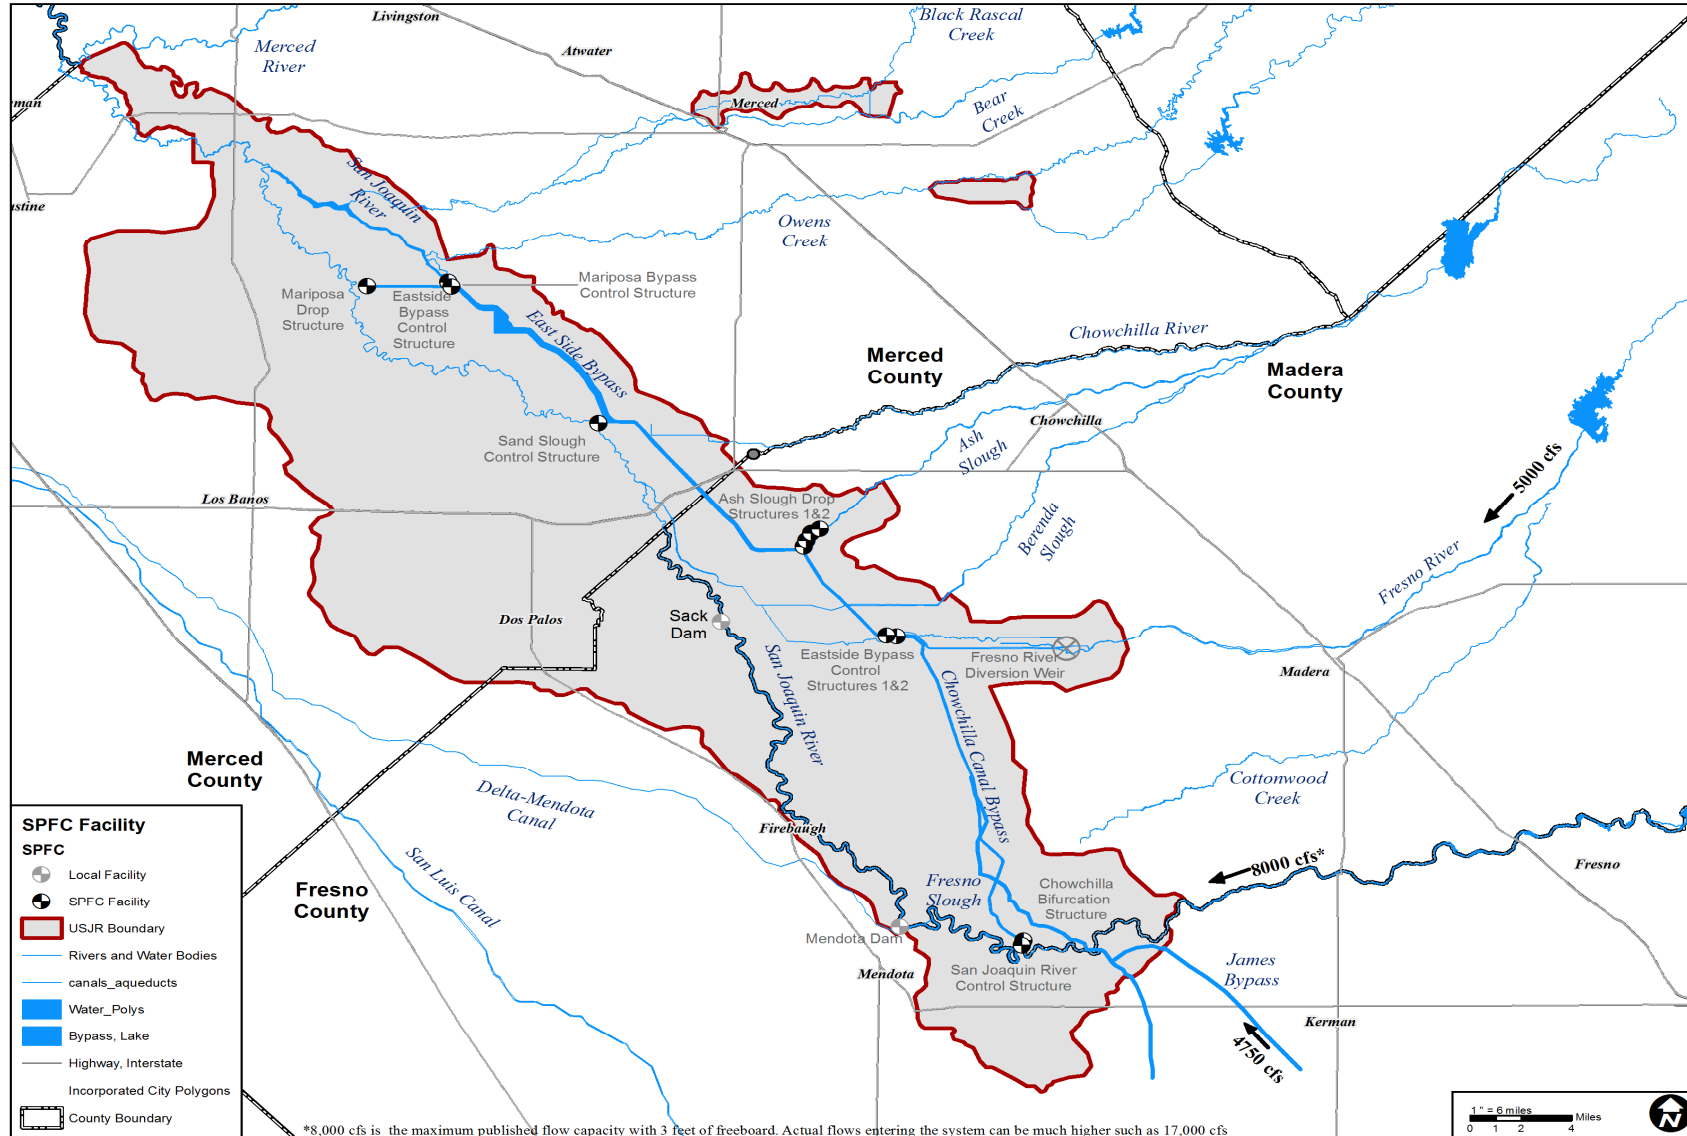 Livingston
Black Rascal
Creek
Merced
River
Atwater
Merced
Bear
Creek
man
stine
San Joaquin
River
Owens
Creek
Mariposa Bypass
Control Structure
Mariposa
Drop
Structure
Eastside
Bypass
Control
Structure
East Side Bypass
Chowchilla River
Merced
County
Madera
County
Chowchilla
Ash
Slough
Sand Slough
Control Structure
5000 cfs
Los Banos
Ash Slough Drop
Structures 1&2
Berenda
Slough
Fresno River
Sack
Dam
Dos Palos
Eastside Bypass
Control
Structures 1&2
Fresno River
Diversion Weir
Madera
San Joaquin River
Chowchilla Canal Bypass
Merced
County
Delta-Mendota
Canal
Cottonwood
Creek
Firebaugh
San Luis Canal
8000 cfs*
Fresno
Fresno
County
Fresno
Slough
Chowchilla
Bifurcation
Structure
Mendota Dam
Mendota
San Joaquin River
Control Structure
James
Bypass
Kerman
4750 cfs
SPFC Facility
SPFC
Local Facility
SPFC Facility
USJR Boundary
Rivers and Water Bodies
canals_aqueducts
Water_Polys
Bypass, Lake
Highway, Interstate
Incorporated City Polygons
County Boundary
1 " = 6 miles
Miles
0 1 2 4
N
*8,000 cfs is the maximum published flow capacity with 3 feet of freeboard. Actual flows entering the system can be much higher such as 17,000 cfs